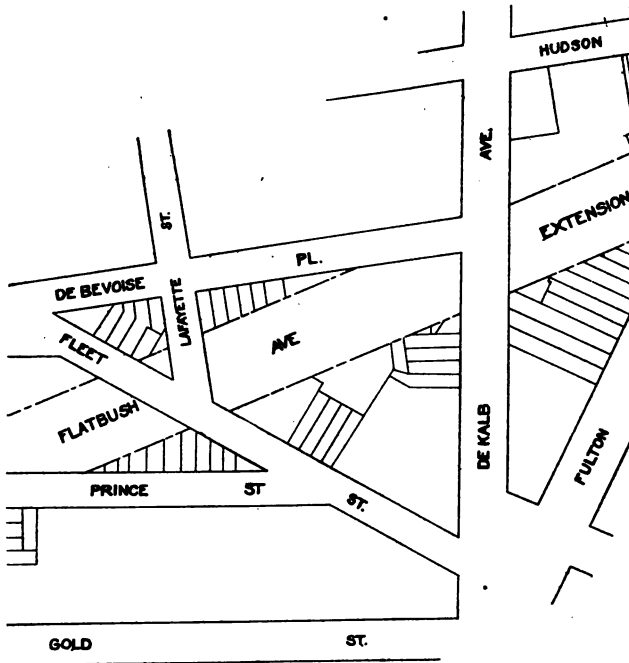 HUDSON
AVE.
EXTENSION
ST.
PL.
DE BEVOISE
LAFAYETTE
FLEET
AVE
FLATBUSH
DE KALB
FULTON
PRINCE ST
ST.
GOLD ST.